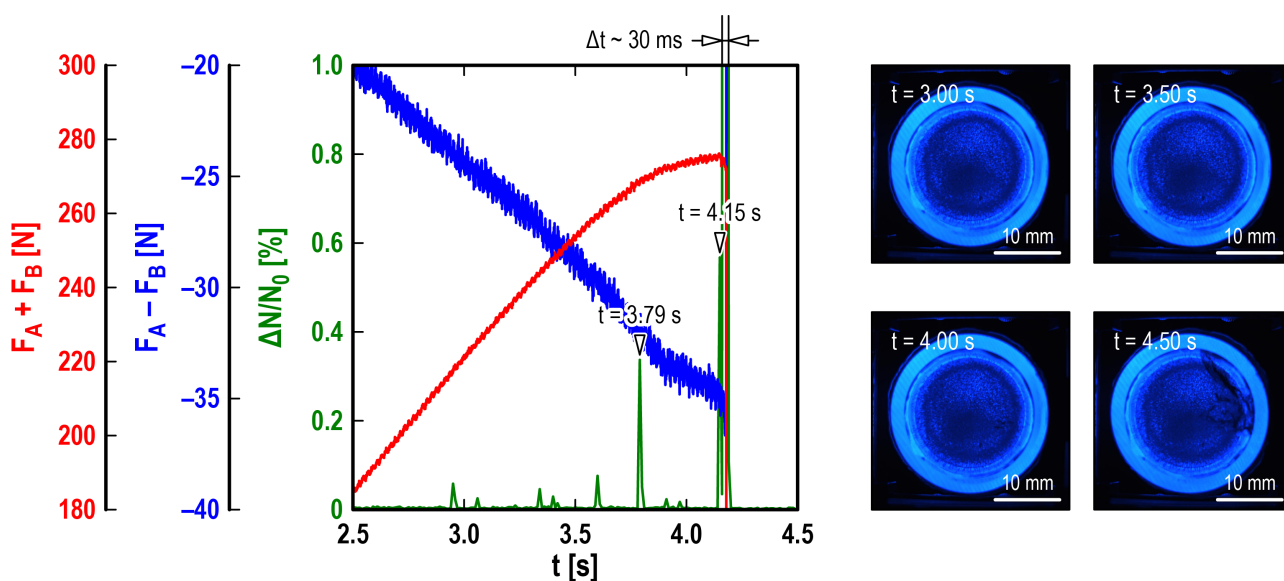 Δt ~ 30 ms
F_A + F_B [N]
300
280
260
240
220
200
180
F_A − F_B [N]
−20
−25
−30
−35
−40
ΔN/N_0 [%]
1.0
0.8
0.6
0.4
0.2
0
t = 4.15 s
t = 3.79 s
2.5 3.0 3.5 4.0 4.5
t [s]
t = 3.00 s
10 mm
t = 3.50 s
10 mm
t = 4.00 s
10 mm
t = 4.50 s
10 mm